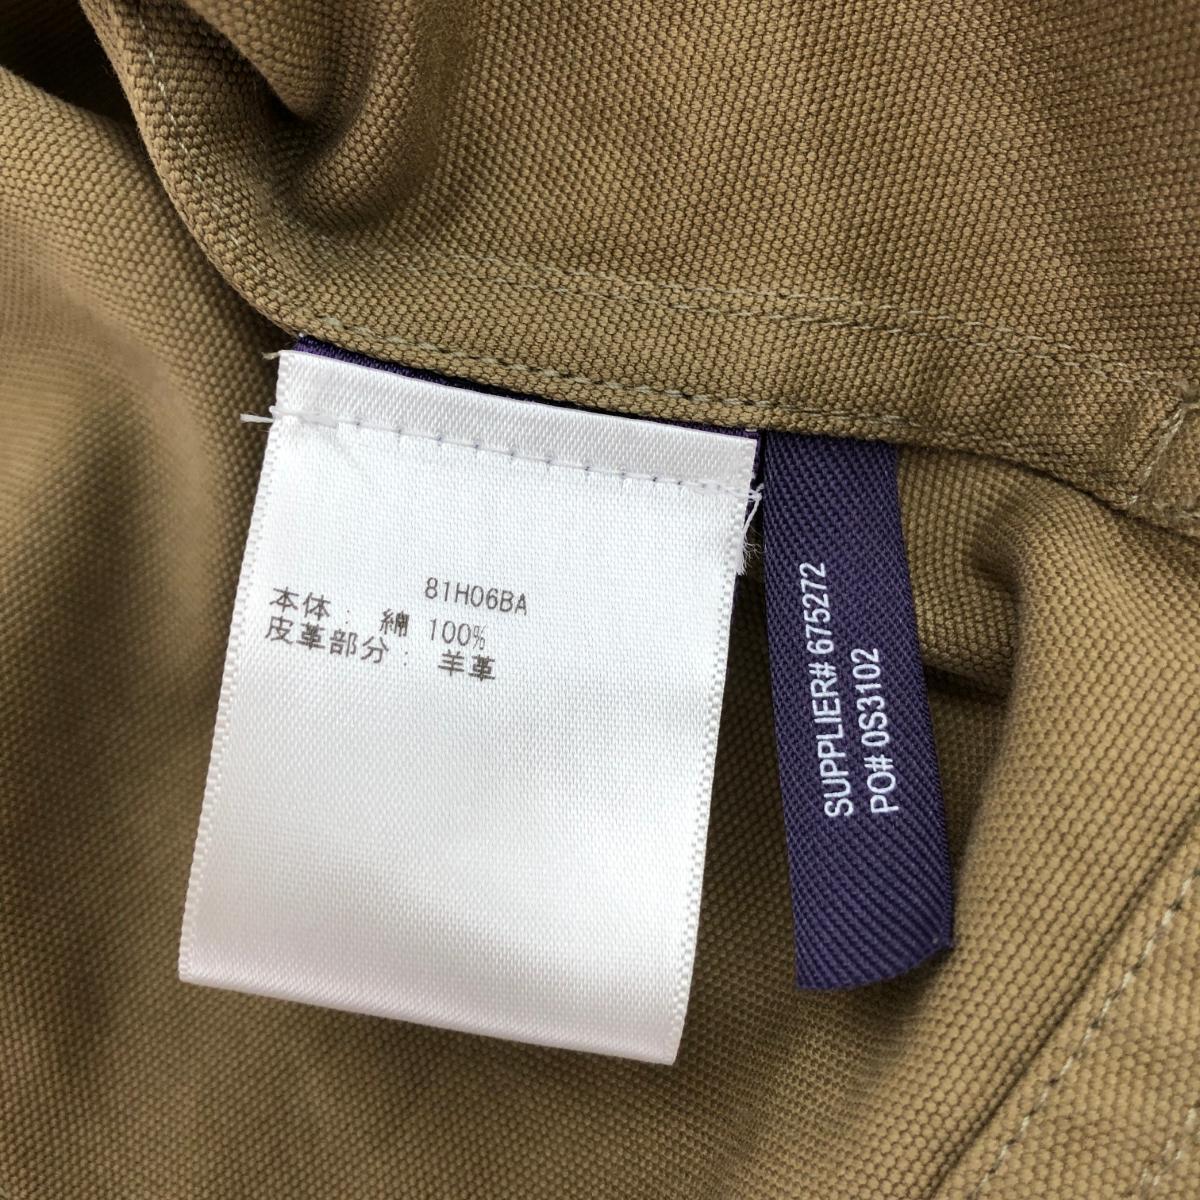 81H06BA
本体： 綿 100%
皮革部分： 羊革
SUPPLIER# 675272
PO# 0S3102